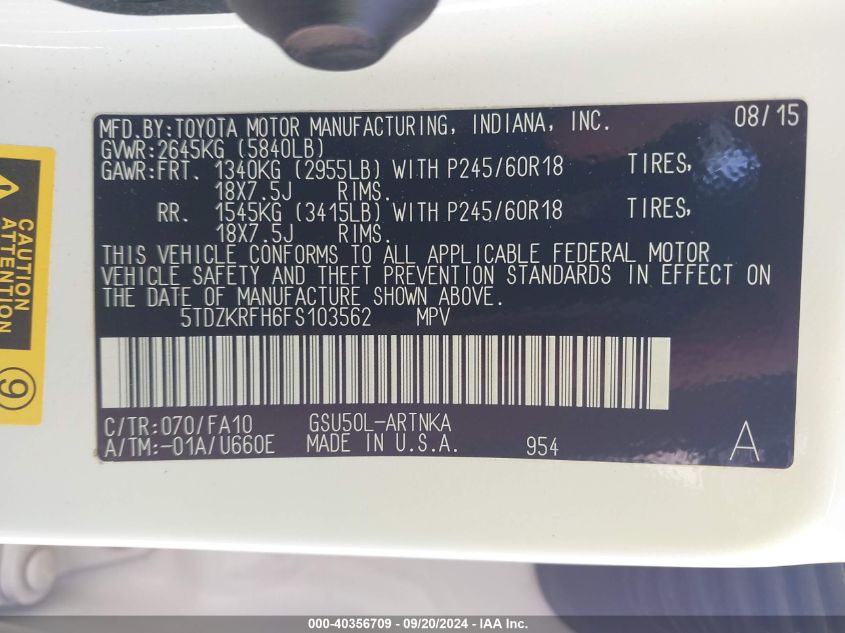 MFD.BY:TOYOTA MOTOR MANUFACTURING, INDIANA, INC. 08/15
GVWR:2645KG (5840LB)
GAWR:FRT. 1340KG (2955LB) WITH P245/60R18 TIRES,
18X7.5J RIMS.
RR. 1545KG (3415LB) WITH P245/60R18 TIRES,
18X7.5J RIMS.
THIS VEHICLE CONFORMS TO ALL APPLICABLE FEDERAL MOTOR
VEHICLE SAFETY AND THEFT PREVENTION STANDARDS IN EFFECT ON
THE DATE OF MANUFACTURE SHOWN ABOVE.
5TDZKRFH6FS103562 MPV
C/TR:070/FA10 GSU50L-ARTNKA
A/TM:-01A/U660E MADE IN U.S.A. 954 A
CAUTION
ATTENTION
9
000-40356709 - 09/20/2024 - IAA Inc.